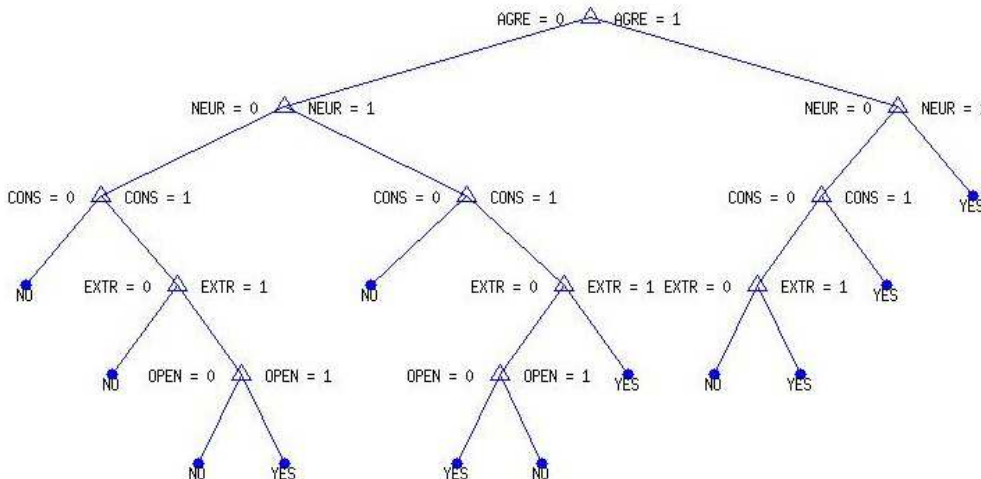 AGRE = 0 AGRE = 1
NEUR = 0 NEUR = 1 NEUR = 0 NEUR =
CONS = 0 CONS = 1 CONS = 0 CONS = 1 CONS = 0 CONS = 1 YES
NO EXTR = 0 EXTR = 1 NO EXTR = 0 EXTR = 1 EXTR = 0 EXTR = 1 YES
NO OPEN = 0 OPEN = 1 OPEN = 0 OPEN = 1 YES NO YES
NO YES YES NO